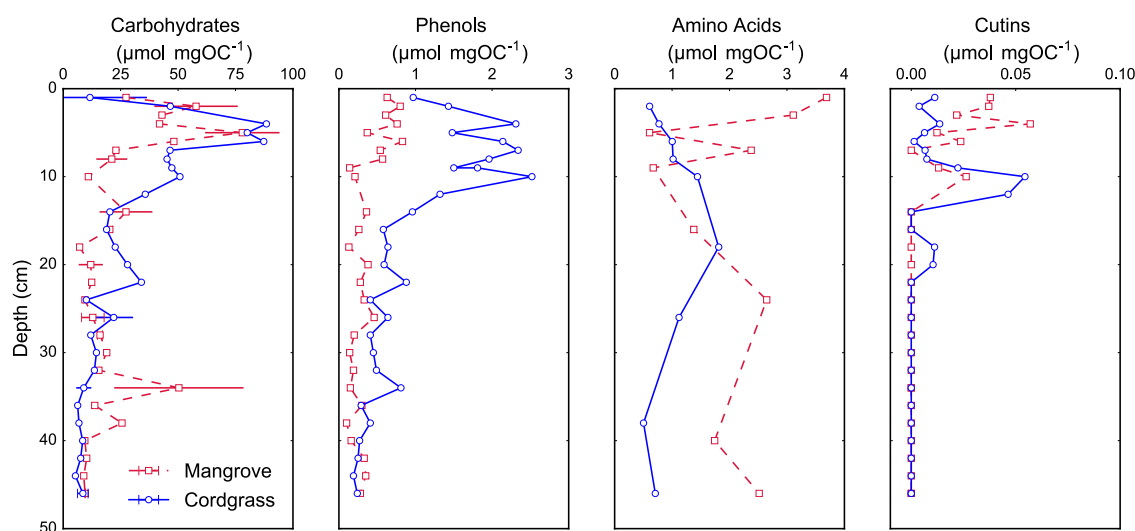 Carbohydrates Phenols Amino Acids Cutins
(μmol mgOC⁻¹) (μmol mgOC⁻¹) (μmol mgOC⁻¹) (μmol mgOC⁻¹)
0 25 50 75 100 0 1 2 3 0 1 2 3 4 0.00 0.05 0.10
0
10
20
Depth (cm)
30
40
Mangrove
Cordgrass
50